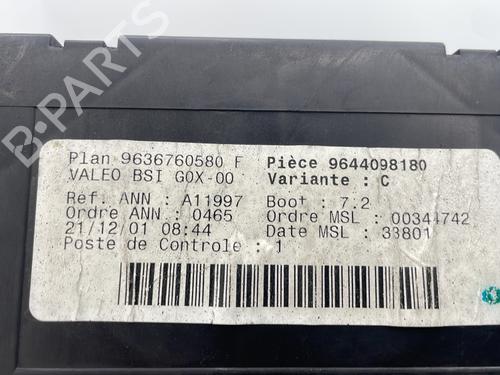 B-PARTS
Plan 9636760580 F Pièce 9644098180
VALEO BSI G0X-00 Variante : C
Ref. ANN : A11997 Boot : 7.2
Ordre ANN : 0465 Ordre MSL : 00344742
21/12/01 08:44 Date MSL : 33801
Poste de Controle : 1